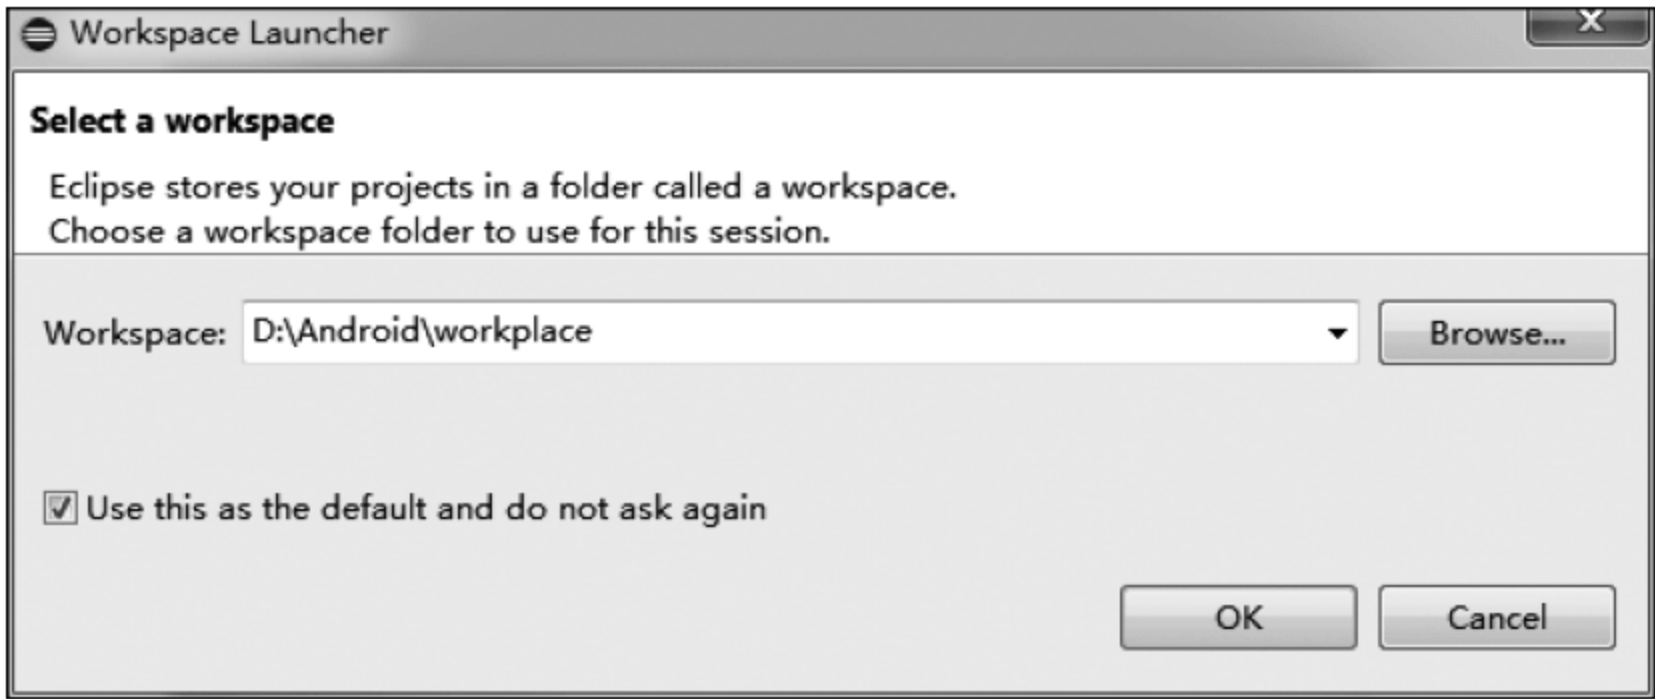 Workspace Launcher
X
Select a workspace
Eclipse stores your projects in a folder called a workspace.
Choose a workspace folder to use for this session.
Workspace: D:\Android\workplace Browse...
Use this as the default and do not ask again
OK Cancel